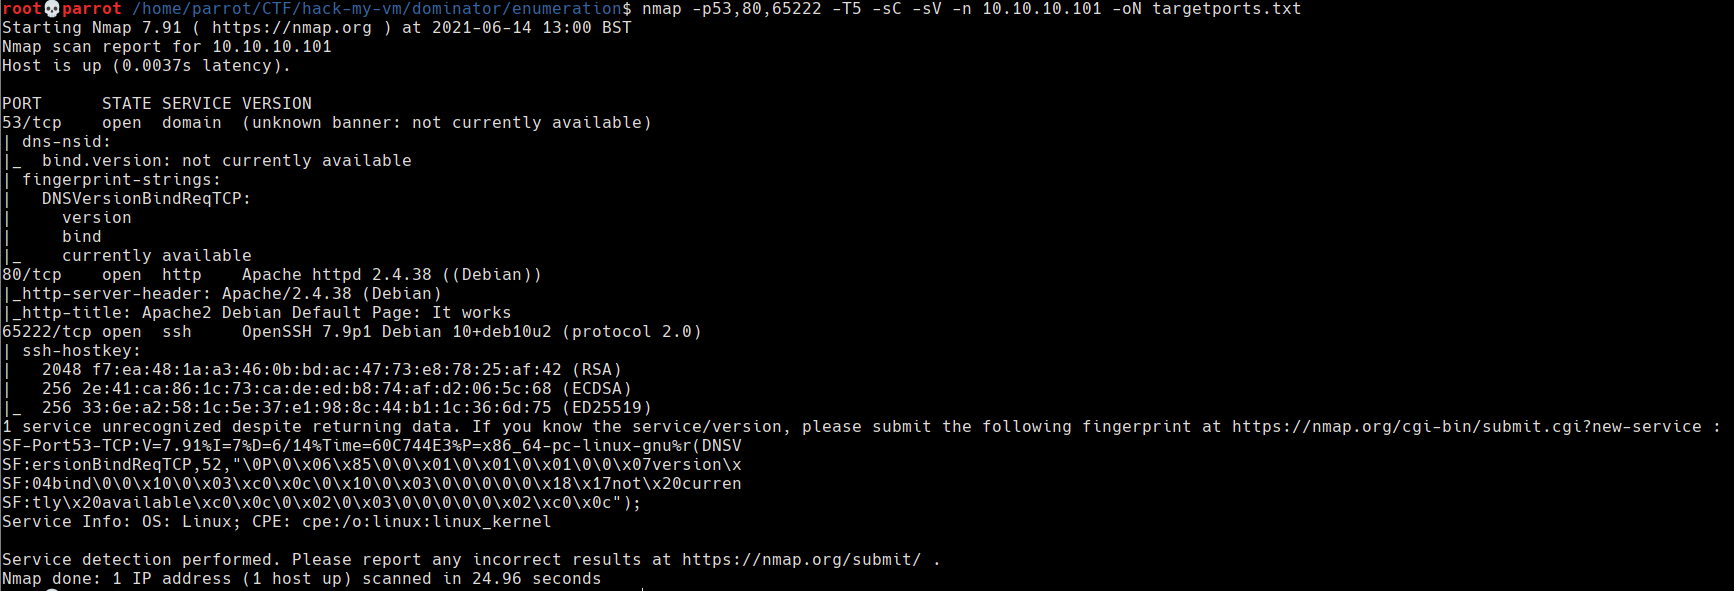 root💀parrot /home/parrot/CTF/hack-my-vm/dominator/enumeration$ nmap -p53,80,65222 -T5 -sC -sV -n 10.10.10.101 -oN targetports.txt
Starting Nmap 7.91 ( https://nmap.org ) at 2021-06-14 13:00 BST
Nmap scan report for 10.10.10.101
Host is up (0.0037s latency).

PORT      STATE SERVICE VERSION
53/tcp    open  domain  (unknown banner: not currently available)
| dns-nsid:
|_  bind.version: not currently available
| fingerprint-strings:
|   DNSVersionBindReqTCP:
|     version
|     bind
|_    currently available
80/tcp    open  http    Apache httpd 2.4.38 ((Debian))
|_http-server-header: Apache/2.4.38 (Debian)
|_http-title: Apache2 Debian Default Page: It works
65222/tcp open  ssh     OpenSSH 7.9p1 Debian 10+deb10u2 (protocol 2.0)
| ssh-hostkey:
|   2048 f7:ea:48:1a:a3:46:0b:bd:ac:47:73:e8:78:25:af:42 (RSA)
|   256 2e:41:ca:86:1c:73:ca:de:ed:b8:74:af:d2:06:5c:68 (ECDSA)
|_  256 33:6e:a2:58:1c:5e:37:e1:98:8c:44:b1:1c:36:6d:75 (ED25519)
1 service unrecognized despite returning data. If you know the service/version, please submit the following fingerprint at https://nmap.org/cgi-bin/submit.cgi?new-service :
SF-Port53-TCP:V=7.91%I=7%D=6/14%Time=60C744E3%P=x86_64-pc-linux-gnu%r(DNSV
SF:ersionBindReqTCP,52,"\0P\0\x06\x85\0\0\x01\0\x01\0\x01\0\0\x07version\x
SF:04bind\0\0\x10\0\x03\xc0\x0c\0\x10\0\x03\0\0\0\0\0\x18\x17not\x20curren
SF:tly\x20available\xc0\x0c\0\x02\0\x03\0\0\0\0\0\x02\xc0\x0c");
Service Info: OS: Linux; CPE: cpe:/o:linux:linux_kernel

Service detection performed. Please report any incorrect results at https://nmap.org/submit/ .
Nmap done: 1 IP address (1 host up) scanned in 24.96 seconds